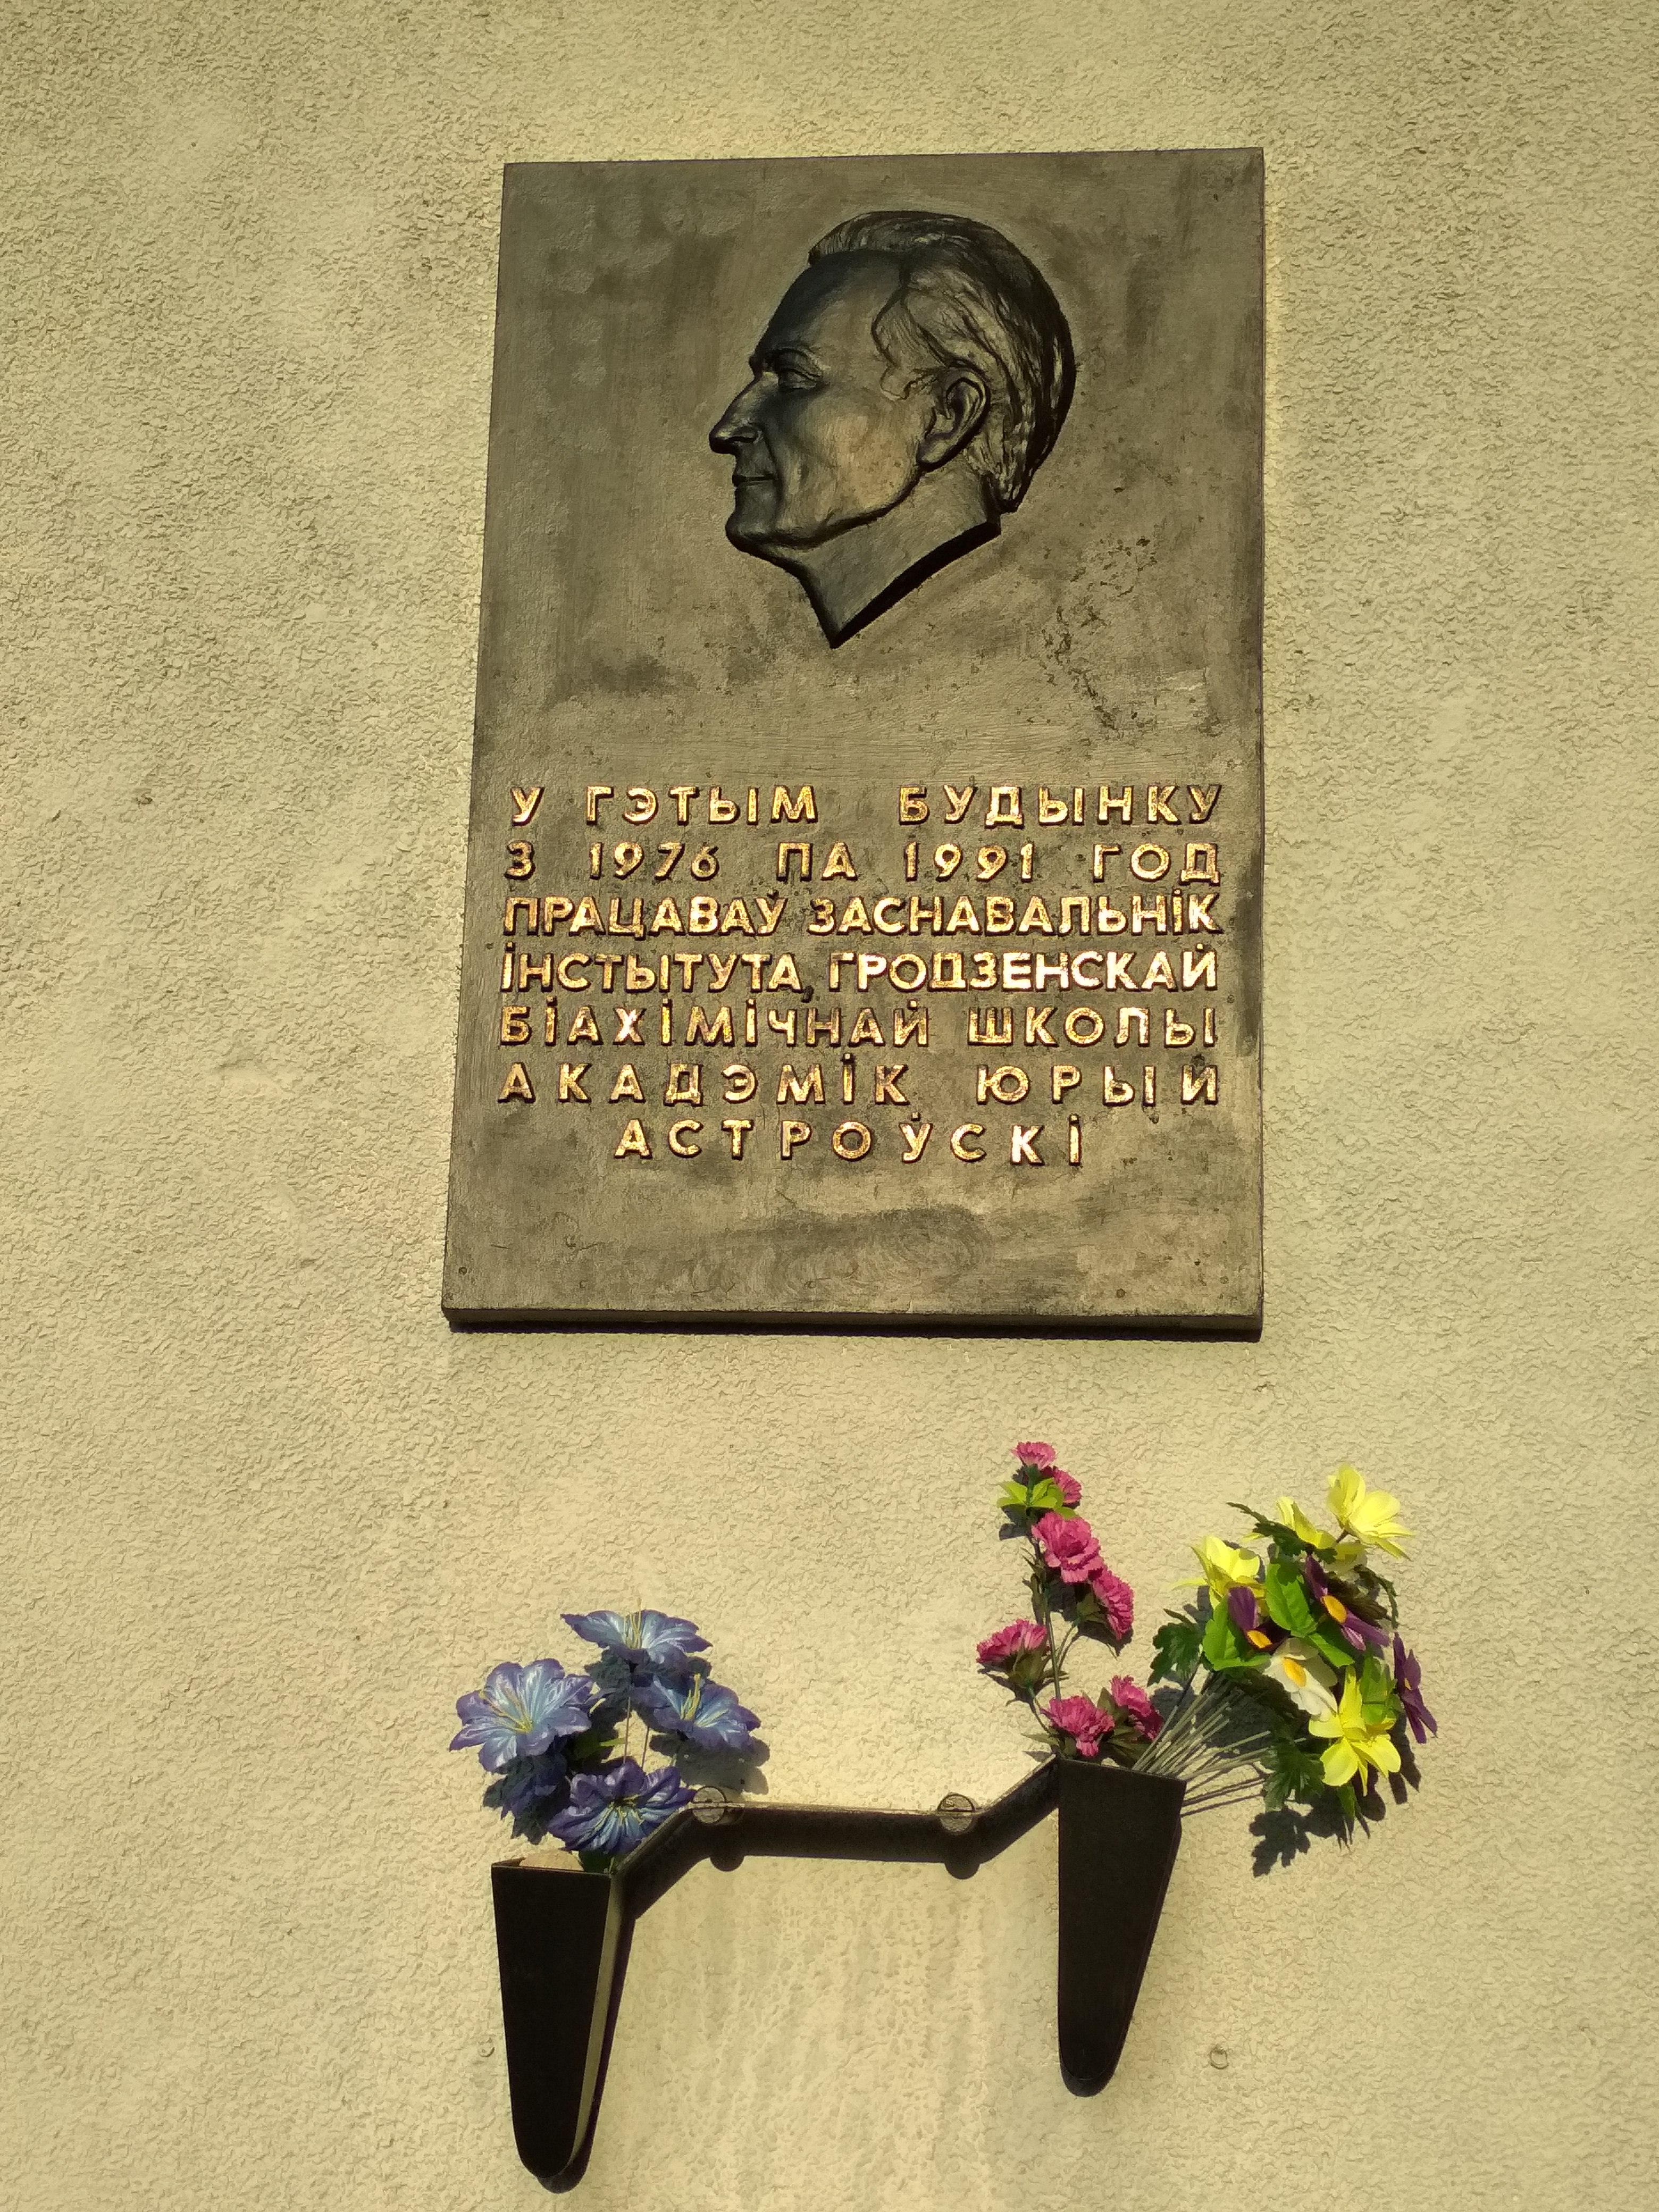 У ГЭТЫМ БУДЫНКУ
З 1976 ПА 1991 ГОД
ПРАЦАВАЎ ЗАСНАВАЛЬНІК
ІНСТЫТУТА, ГРОДЗЕНСКАЙ
БІАХІМІЧНАЙ ШКОЛЫ
АКАДЭМІК ЮРЫЙ
АСТРОЎСКІ